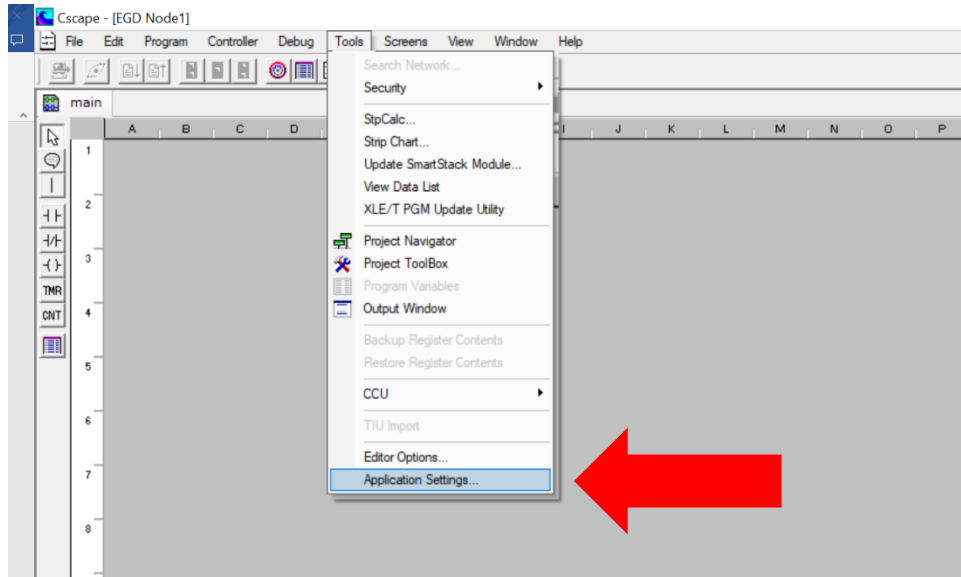 Cscape - [EGD Node1]
File Edit Program Controller Debug Tools Screens View Window Help
main
A B C D I J K L M N O P
1
2
3
4
5
6
7
8
TMR
CNT
Search Network...
Security
StpCalc...
Strip Chart...
Update SmartStack Module...
View Data List
XLE/T PGM Update Utility
Project Navigator
Project ToolBox
Program Variables
Output Window
Backup Register Contents
Restore Register Contents
CCU
TIU Import
Editor Options...
Application Settings...